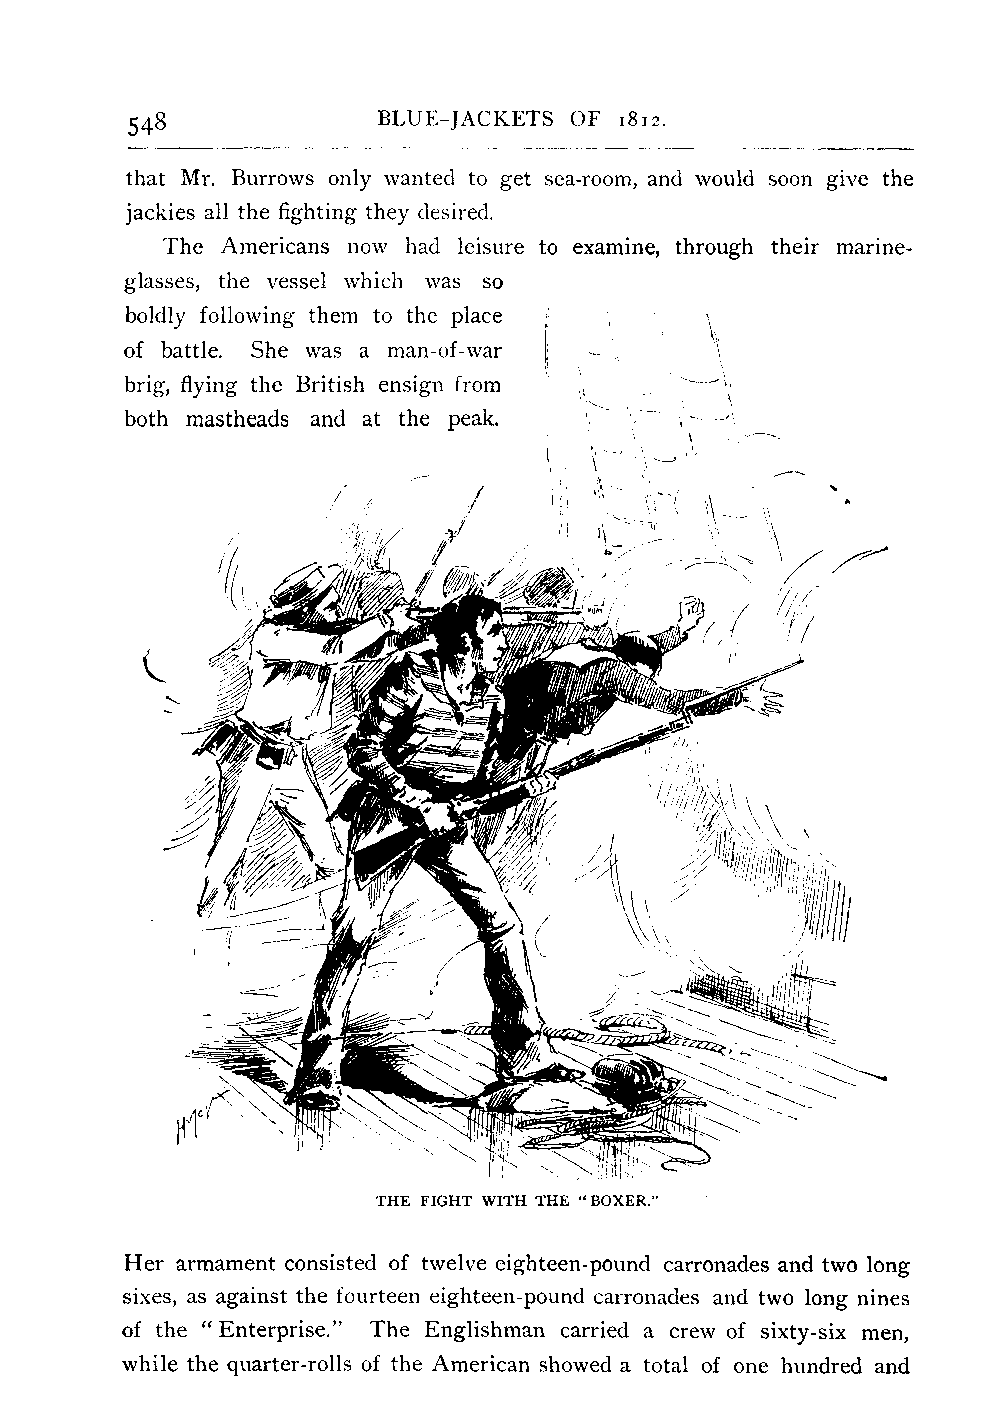 548 BLUE-JACKETS OF 1812.
that Mr. Burrows only wanted to get sea-room, and would soon give the
jackies all the fighting they desired.
The Americans now had leisure to examine, through their marine-
glasses, the vessel which was so
boldly following them to the place
of battle. She was a man-of-war
brig, flying the British ensign from
both mastheads and at the peak.
THE FIGHT WITH THE "BOXER."
Her armament consisted of twelve eighteen-pound carronades and two long
sixes, as against the fourteen eighteen-pound carronades and two long nines
of the "Enterprise." The Englishman carried a crew of sixty-six men,
while the quarter-rolls of the American showed a total of one hundred and